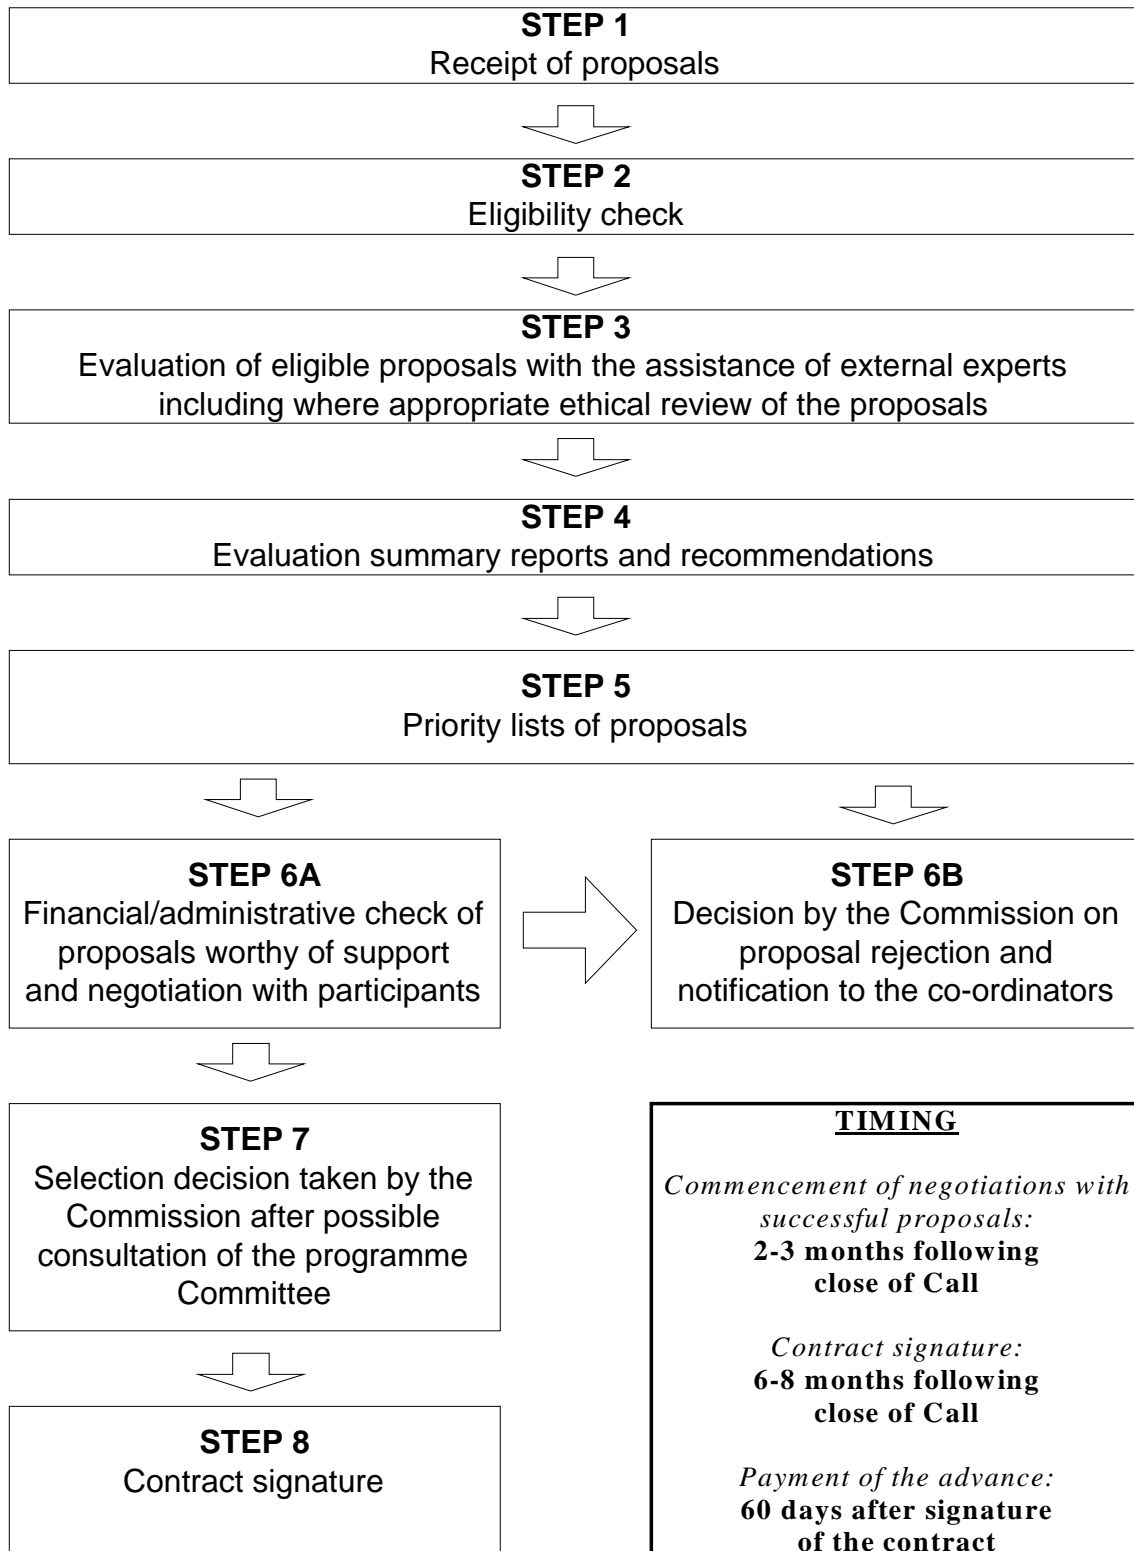 STEP 1
Receipt of proposals
STEP 2
Eligibility check
STEP 3
Evaluation of eligible proposals with the assistance of external experts
including where appropriate ethical review of the proposals
STEP 4
Evaluation summary reports and recommendations
STEP 5
Priority lists of proposals
STEP 6A
Financial/administrative check of
proposals worthy of support
and negotiation with participants
STEP 6B
Decision by the Commission on
proposal rejection and
notification to the co-ordinators
STEP 7
Selection decision taken by the
Commission after possible
consultation of the programme
Committee
STEP 8
Contract signature
TIMING
Commencement of negotiations with
successful proposals:
2-3 months following
close of Call
Contract signature:
6-8 months following
close of Call
Payment of the advance:
60 days after signature
of the contract